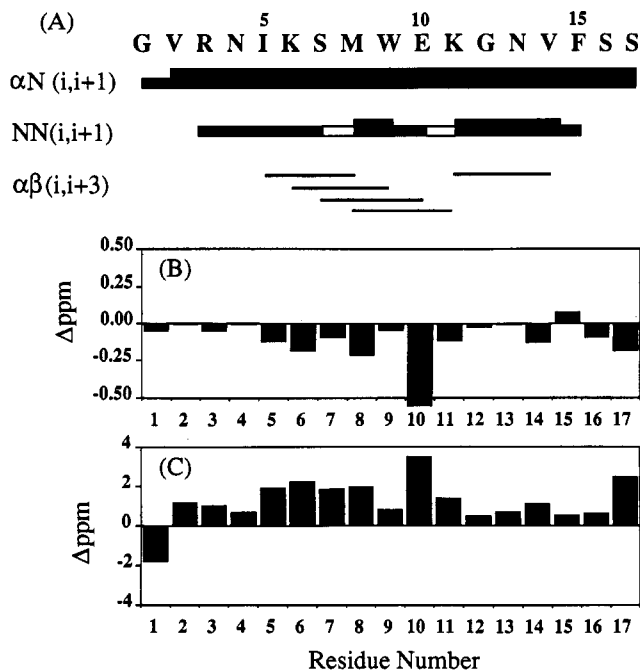 (A)
5 10 15
G V R N I K S M W E K G N V F S S
αN (i,i+1)
NN(i,i+1)
αβ(i,i+3)
(B)
Δppm
0.50
0.25
0.00
-0.25
-0.50
1 2 3 4 5 6 7 8 9 10 11 12 13 14 15 16 17
(C)
Δppm
4
2
0
-2
-4
1 2 3 4 5 6 7 8 9 10 11 12 13 14 15 16 17
Residue Number